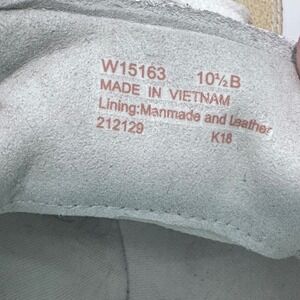 W15163 10½B
MADE IN VIETNAM
Lining:Manmade and Leather
212129 K18